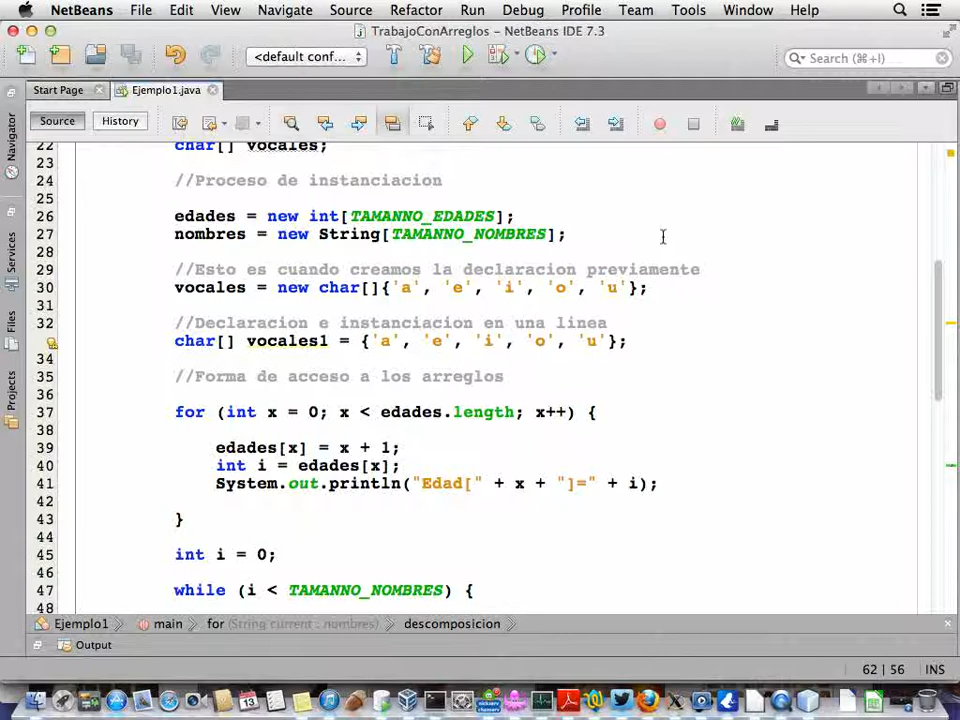 NetBeans File Edit View Navigate Source Refactor Run Debug Profile Team Tools Window Help
TrabajoConArreglos – NetBeans IDE 7.3
<default conf... Search (⌘+I)
Start Page Ejemplo1.java
Source History
Navigator
Services
Files
Projects
22 char[] vocales;
23
24 //Proceso de instanciacion
25
26 edades = new int[TAMANNO_EDADES];
27 nombres = new String[TAMANNO_NOMBRES];
28
29 //Esto es cuando creamos la declaracion previamente
30 vocales = new char[]{'a', 'e', 'i', 'o', 'u'};
31
32 //Declaracion e instanciacion en una linea
char[] vocales1 = {'a', 'e', 'i', 'o', 'u'};
34
35 //Forma de acceso a los arreglos
36
37 for (int x = 0; x < edades.length; x++) {
38
39 edades[x] = x + 1;
40 int i = edades[x];
41 System.out.println("Edad[" + x + "]=" + i);
42
43 }
44
45 int i = 0;
46
47 while (i < TAMANNO_NOMBRES) {
48
Ejemplo1 main for (String current : nombres) descomposicion
Output
62 | 56 INS